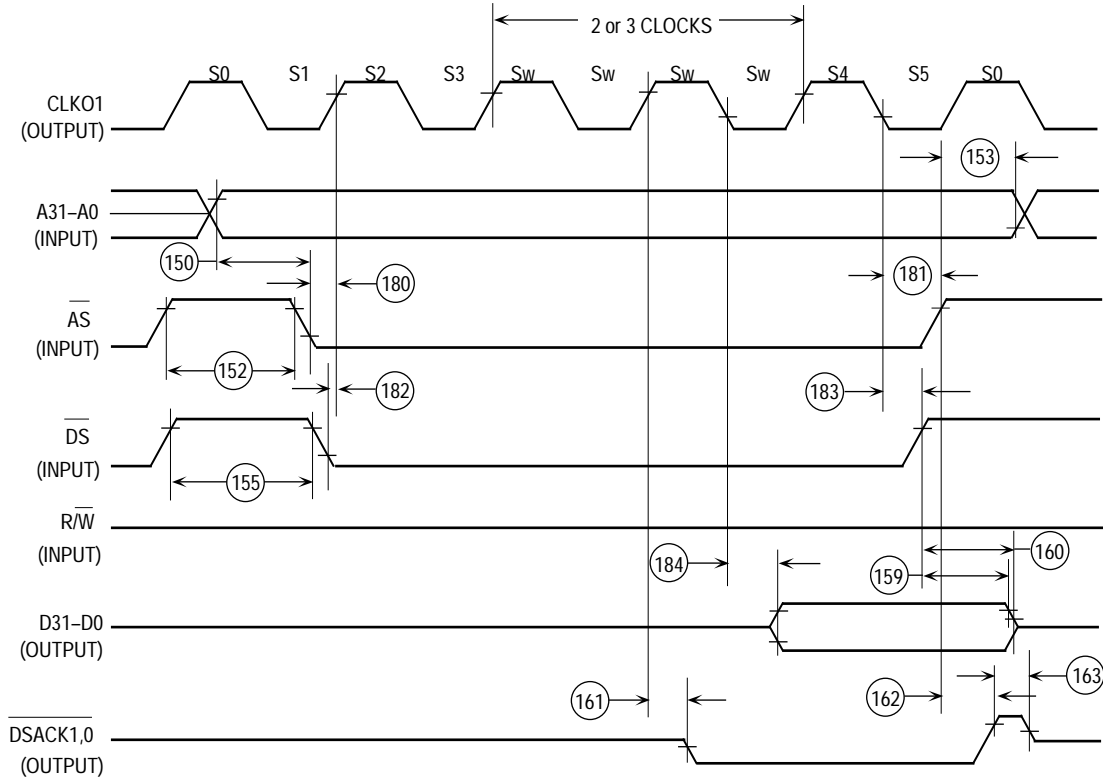 2 or 3 CLOCKS
S0 S1 S2 S3 Sw Sw Sw Sw S4 S5 S0
CLKO1
(OUTPUT)
153
A31–A0
(INPUT)
150
180
181
AS
(INPUT)
152
182
183
DS
(INPUT)
155
R/W
(INPUT)
160
184
159
D31–D0
(OUTPUT)
163
161
162
DSACK1,0
(OUTPUT)